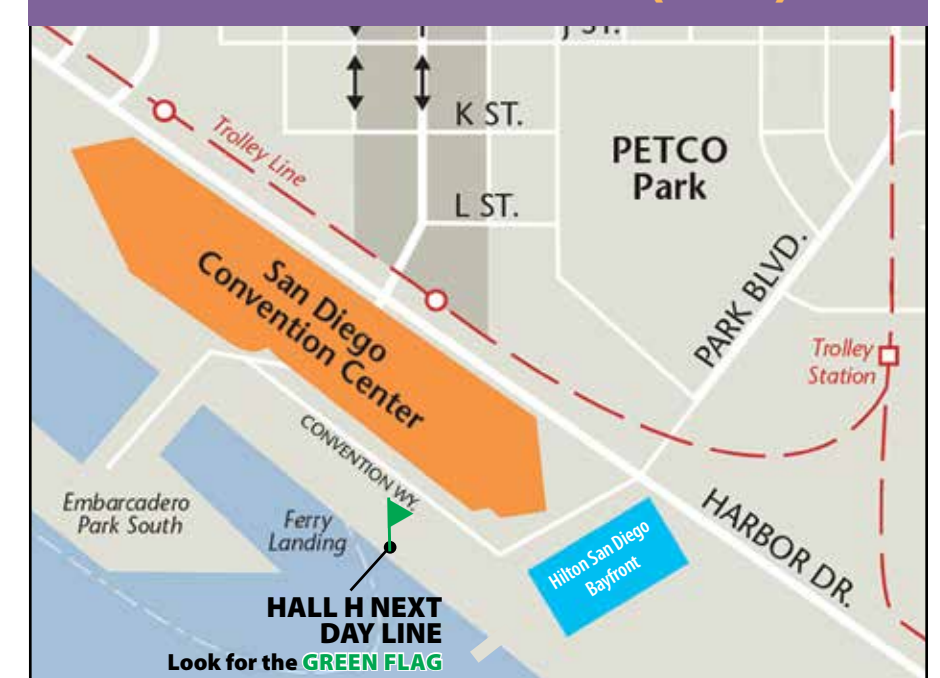 J ST.
K ST.
PETCO
Park
Trolley Line
L ST.
PARK BLVD.
San Diego
Convention Center
Trolley
Station
CONVENTION WY.
Embarcadero
Park South
Ferry
Landing
HARBOR DR.
Hilton San Diego
Bayfront
HALL H NEXT
DAY LINE
Look for the GREEN FLAG